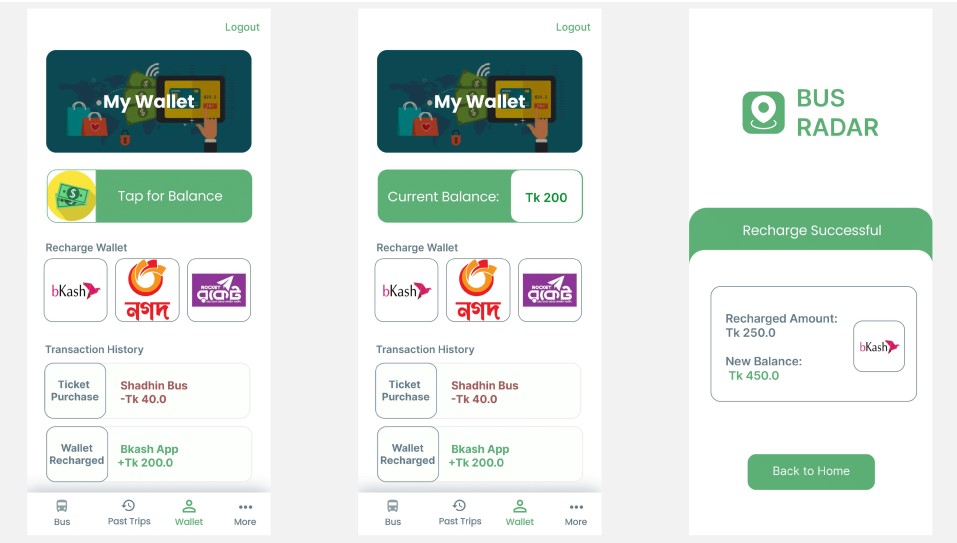 Logout
My Wallet
Tap for Balance
Recharge Wallet
bKash
নগদ
ROCKET
রকেট
Transaction History
Ticket
Purchase
Shadhin Bus
-Tk 40.0
Wallet
Recharged
Bkash App
+Tk 200.0
Bus
Past Trips
Wallet
More
Logout
My Wallet
Current Balance:
Tk 200
Recharge Wallet
bKash
নগদ
ROCKET
রকেট
Transaction History
Ticket
Purchase
Shadhin Bus
-Tk 40.0
Wallet
Recharged
Bkash App
+Tk 200.0
Bus
Past Trips
Wallet
More
BUS
RADAR
Recharge Successful
Recharged Amount:
Tk 250.0
New Balance:
Tk 450.0
bKash
Back to Home